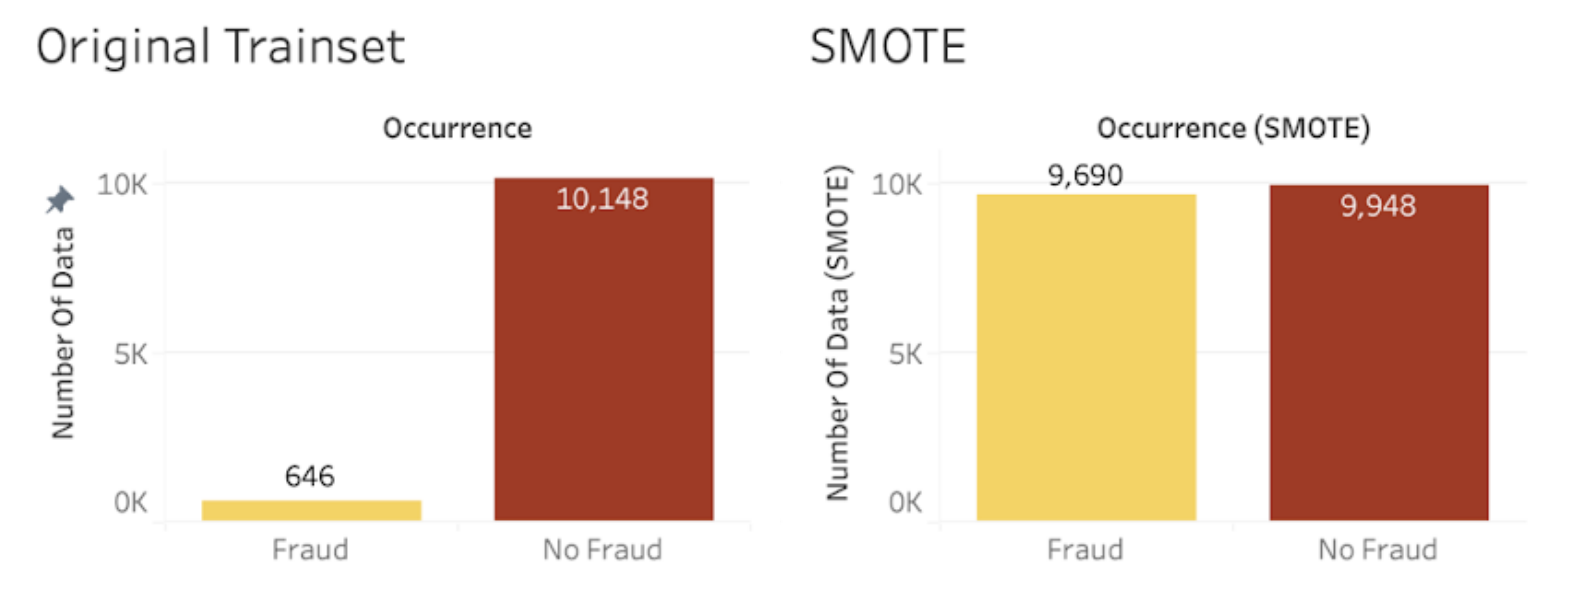 Original Trainset
Occurrence
Number Of Data
10K
5K
0K
646
10,148
Fraud
No Fraud
SMOTE
Occurrence (SMOTE)
Number Of Data (SMOTE)
10K
5K
0K
9,690
9,948
Fraud
No Fraud